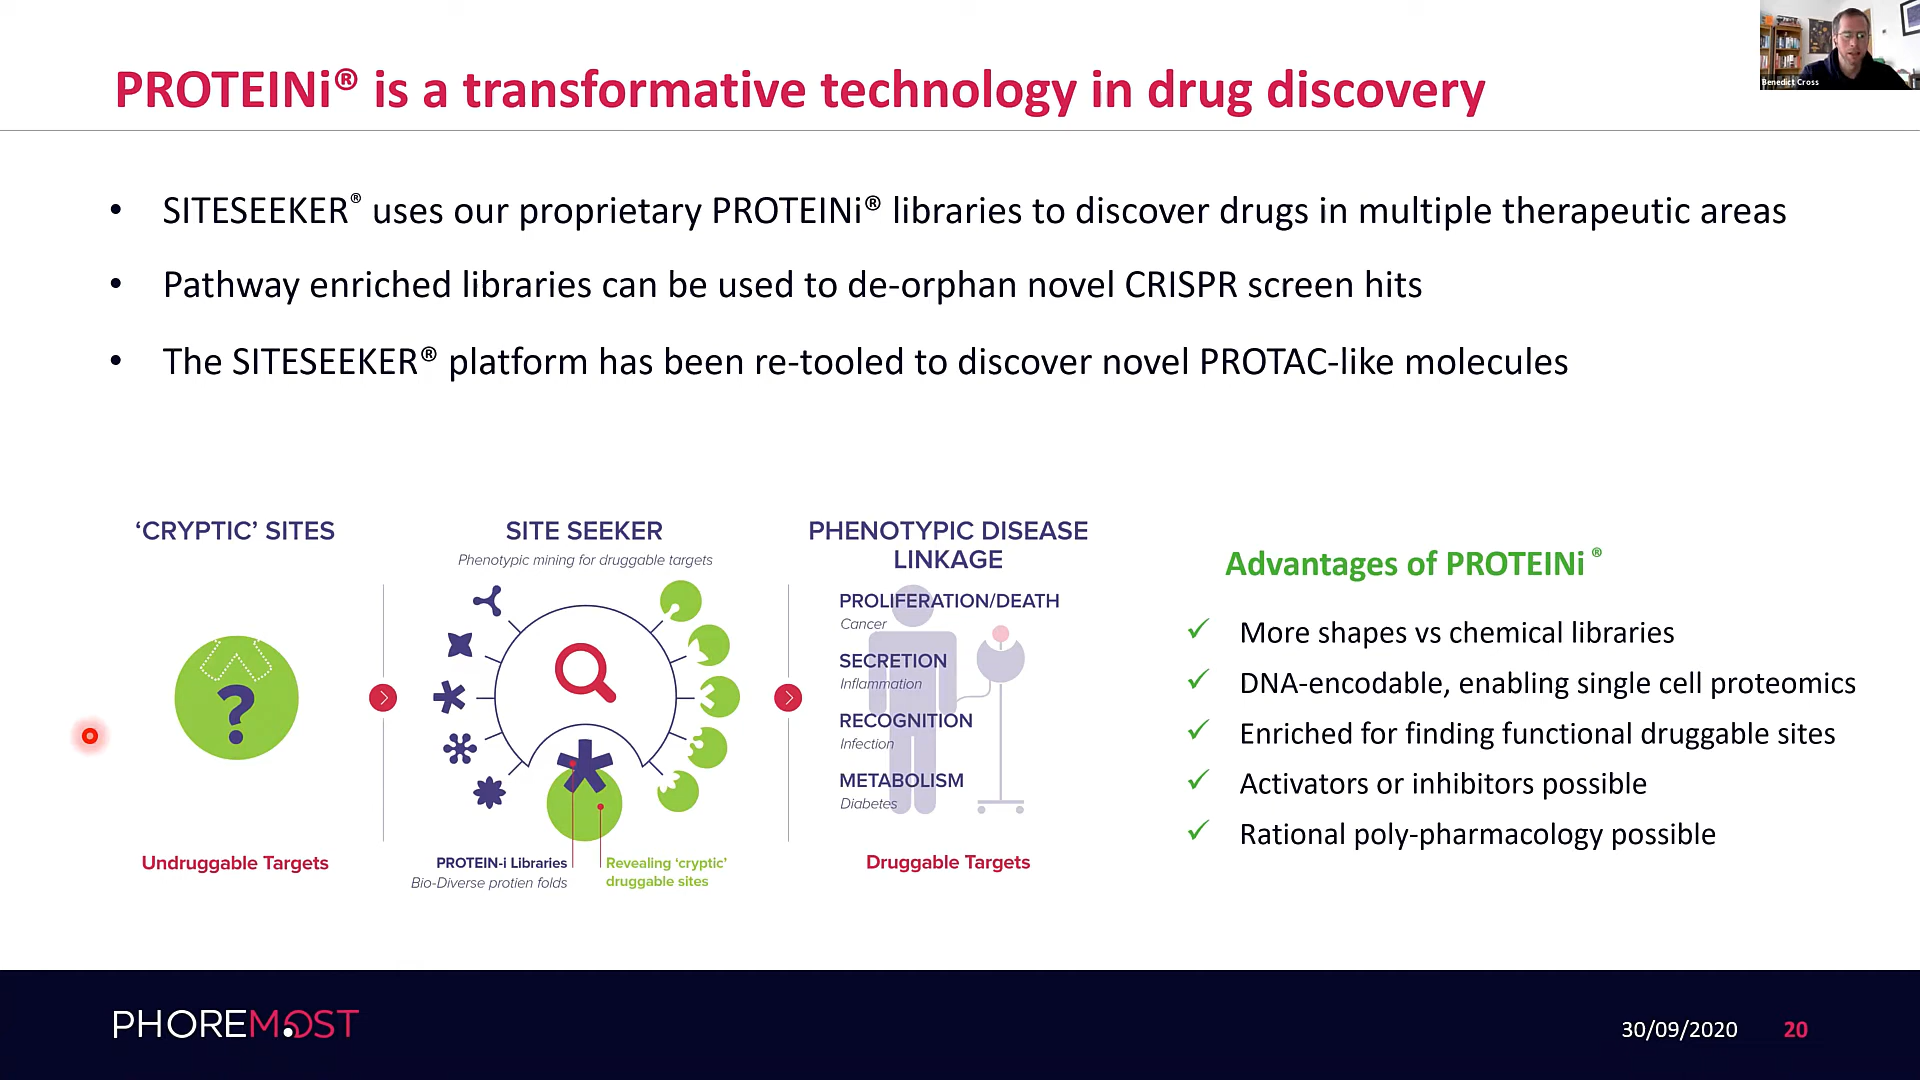 PROTEINi® is a transformative technology in drug discovery
Benedict Cross
• SITESEEKER® uses our proprietary PROTEINi® libraries to discover drugs in multiple therapeutic areas
• Pathway enriched libraries can be used to de-orphan novel CRISPR screen hits
• The SITESEEKER® platform has been re-tooled to discover novel PROTAC-like molecules
‘CRYPTIC’ SITES
?
Undruggable Targets
SITE SEEKER
Phenotypic mining for druggable targets
PROTEIN-i Libraries
Bio-Diverse protien folds
Revealing ‘cryptic’
druggable sites
PHENOTYPIC DISEASE
LINKAGE
PROLIFERATION/DEATH
Cancer
SECRETION
Inflammation
RECOGNITION
Infection
METABOLISM
Diabetes
Druggable Targets
Advantages of PROTEINi ®
✓ More shapes vs chemical libraries
✓ DNA-encodable, enabling single cell proteomics
✓ Enriched for finding functional druggable sites
✓ Activators or inhibitors possible
✓ Rational poly-pharmacology possible
PHOREMOST
30/09/2020
20